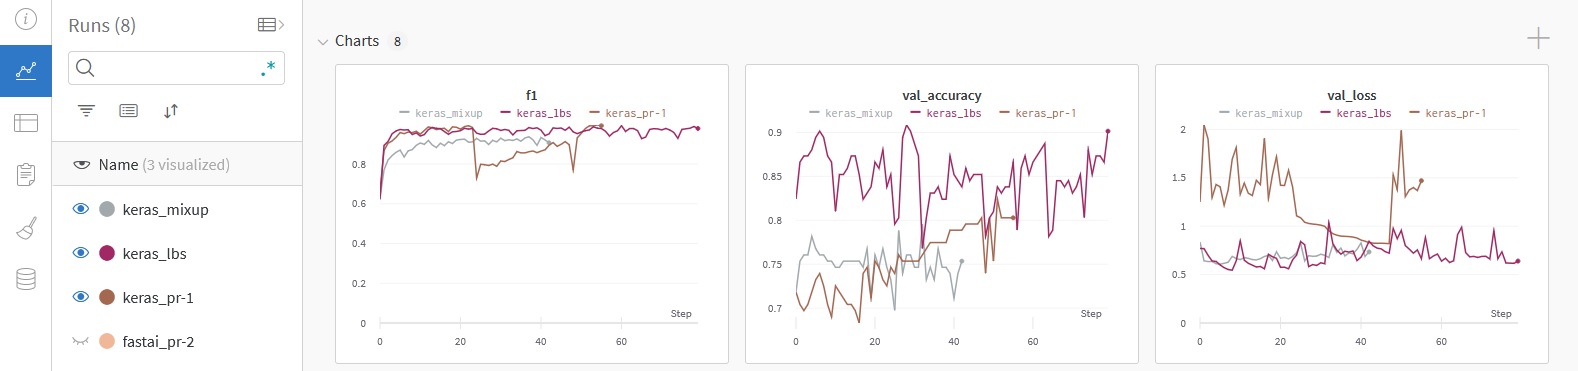 Runs (8)
.*
Name (3 visualized)
keras_mixup
keras_lbs
keras_pr-1
fastai_pr-2
Charts 8
f1
keras_mixup keras_lbs keras_pr-1
0.8
0.6
0.4
0.2
0
Step
0 20 40 60
val_accuracy
keras_mixup keras_lbs keras_pr-1
0.9
0.85
0.8
0.75
0.7
Step
0 20 40 60
val_loss
keras_mixup keras_lbs keras_pr-1
2
1.5
1
0.5
0
Step
0 20 40 60